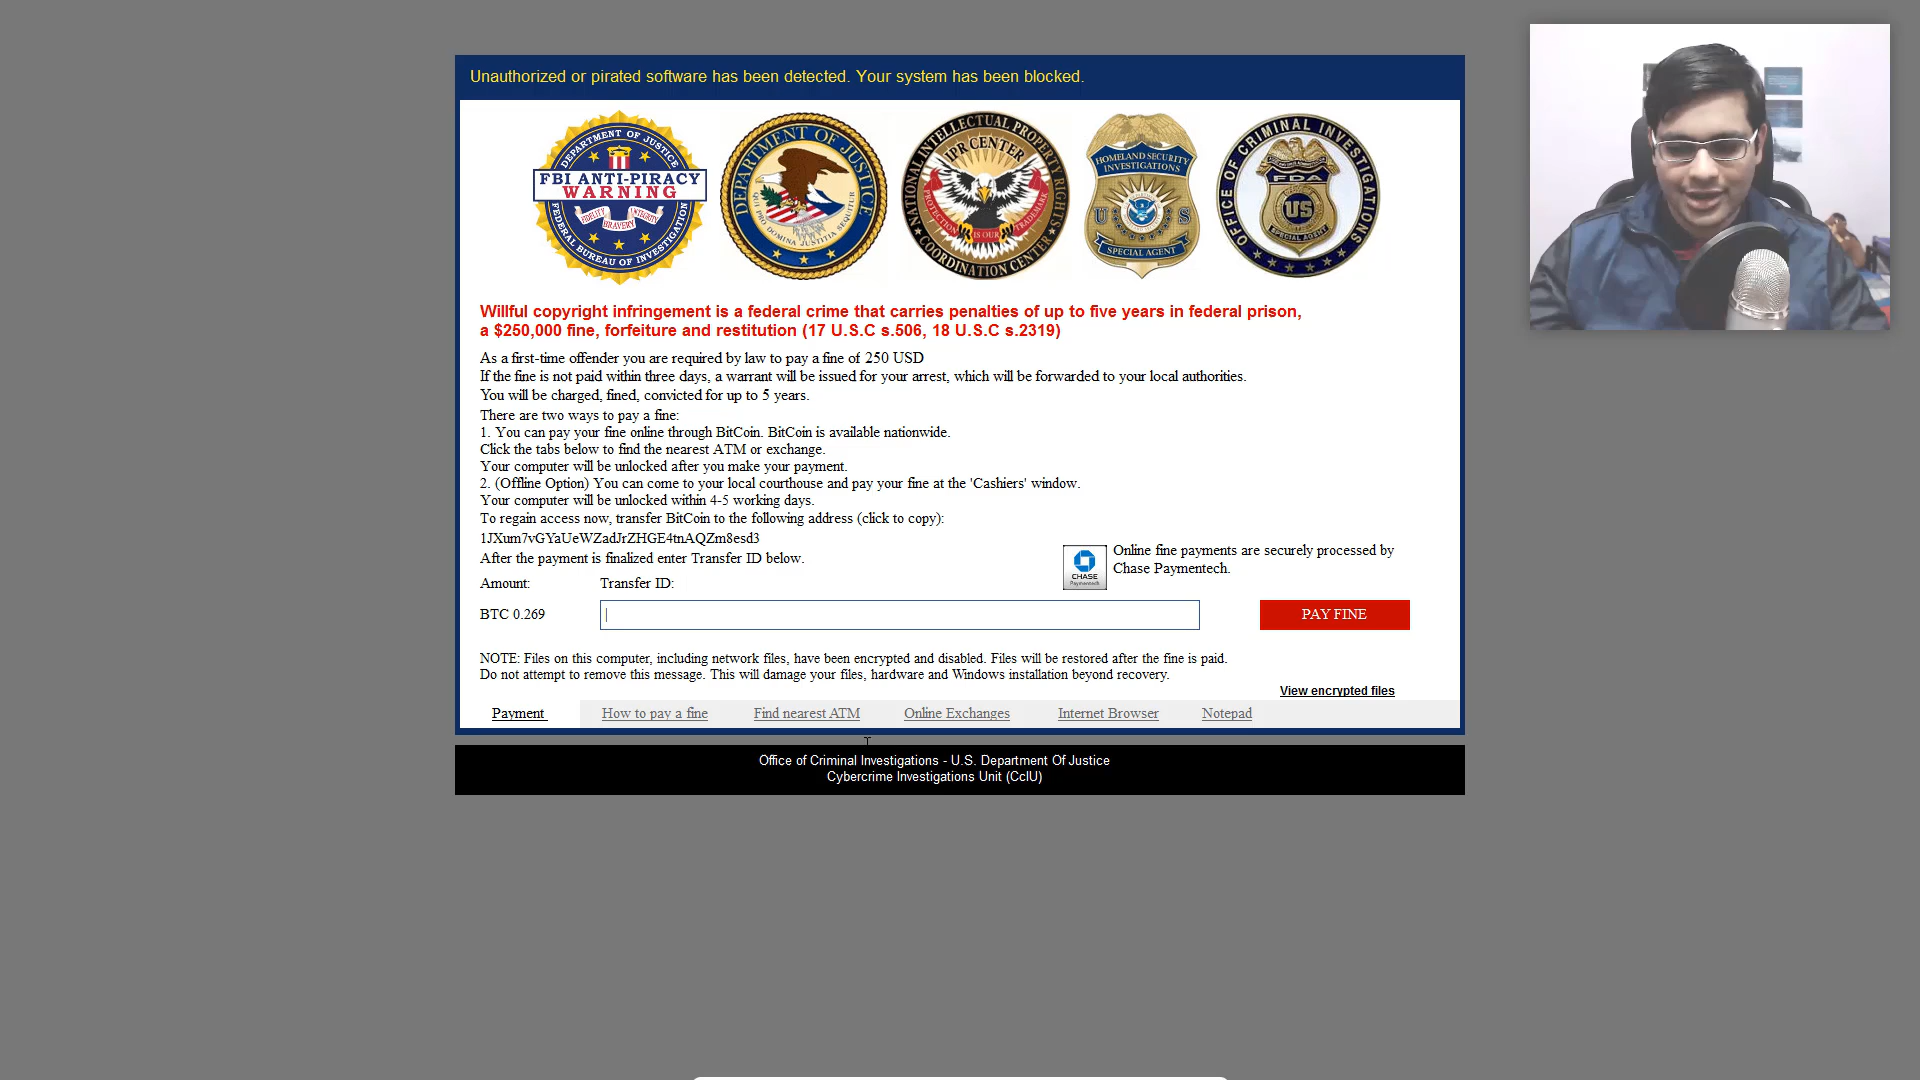 Unauthorized or pirated software has been detected. Your system has been blocked.
DEPARTMENT OF JUSTICE
FBI ANTI-PIRACY
WARNING
FIDELITY
BRAVERY
INTEGRITY
FEDERAL BUREAU OF INVESTIGATION
DEPARTMENT OF JUSTICE
QUI PRO DOMINA JUSTITIA SEQUITUR
NATIONAL INTELLECTUAL PROPERTY RIGHTS
IPR CENTER
PROTECTION
IS OUR
TRADEMARK
COORDINATION CENTER
HOMELAND SECURITY
INVESTIGATIONS
U S
SPECIAL AGENT
OFFICE OF CRIMINAL INVESTIGATIONS
FDA
US
SPECIAL AGENT
Willful copyright infringement is a federal crime that carries penalties of up to five years in federal prison,
a $250,000 fine, forfeiture and restitution (17 U.S.C s.506, 18 U.S.C s.2319)
As a first-time offender you are required by law to pay a fine of 250 USD
If the fine is not paid within three days, a warrant will be issued for your arrest, which will be forwarded to your local authorities.
You will be charged, fined, convicted for up to 5 years.
There are two ways to pay a fine:
1. You can pay your fine online through BitCoin. BitCoin is available nationwide.
Click the tabs below to find the nearest ATM or exchange.
Your computer will be unlocked after you make your payment.
2. (Offline Option) You can come to your local courthouse and pay your fine at the 'Cashiers' window.
Your computer will be unlocked within 4-5 working days.
To regain access now, transfer BitCoin to the following address (click to copy):
1JXum7vGYaUeWZadJrZHGE4tnAQZm8esd3
After the payment is finalized enter Transfer ID below.
CHASE
Paymentech
Online fine payments are securely processed by
Chase Paymentech.
Amount: Transfer ID:
BTC 0.269
PAY FINE
NOTE: Files on this computer, including network files, have been encrypted and disabled. Files will be restored after the fine is paid.
Do not attempt to remove this message. This will damage your files, hardware and Windows installation beyond recovery.
View encrypted files
Payment How to pay a fine Find nearest ATM Online Exchanges Internet Browser Notepad
Office of Criminal Investigations - U.S. Department Of Justice
Cybercrime Investigations Unit (CcIU)